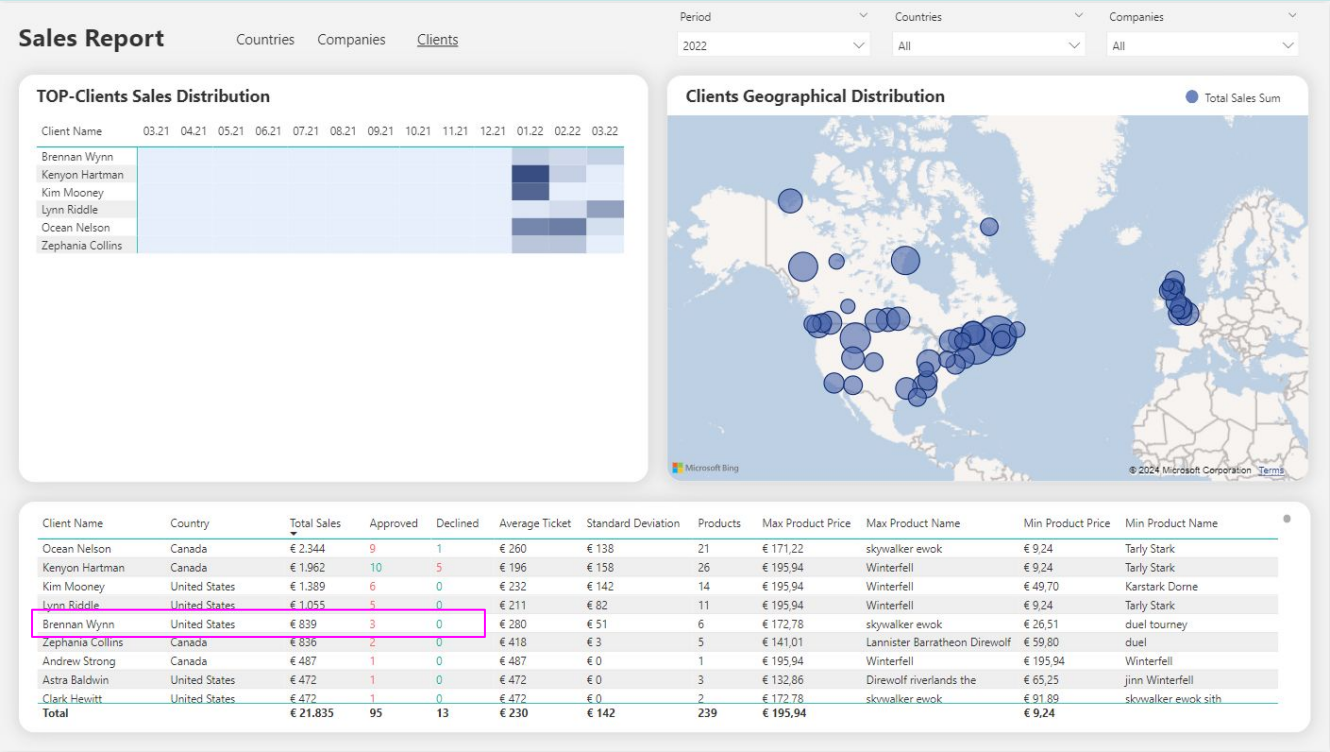 Sales Report
Countries Companies Clients
Period Countries Companies
2022 All All
TOP-Clients Sales Distribution
Client Name 03.21 04.21 05.21 06.21 07.21 08.21 09.21 10.21 11.21 12.21 01.22 02.22 03.22
Brennan Wynn
Kenyon Hartman
Kim Mooney
Lynn Riddle
Ocean Nelson
Zephania Collins
Clients Geographical Distribution
Total Sales Sum
Microsoft Bing
© 2024 Microsoft Corporation Terms
Client Name Country Total Sales Approved Declined Average Ticket Standard Deviation Products Max Product Price Max Product Name Min Product Price Min Product Name
Ocean Nelson Canada € 2.344 9 1 € 260 € 138 21 € 171,22 skywalker ewok € 9,24 Tarly Stark
Kenyon Hartman Canada € 1.962 10 5 € 196 € 158 26 € 195,94 Winterfell € 9,24 Tarly Stark
Kim Mooney United States € 1.389 6 0 € 232 € 142 14 € 195,94 Winterfell € 49,70 Karstark Dorne
Lynn Riddle United States € 1.055 5 0 € 211 € 82 11 € 195,94 Winterfell € 9,24 Tarly Stark
Brennan Wynn United States € 839 3 0 € 280 € 51 6 € 172,78 skywalker ewok € 26,51 duel tourney
Zephania Collins Canada € 836 2 0 € 418 € 3 5 € 141,01 Lannister Barratheon Direwolf € 59,80 duel
Andrew Strong Canada € 487 1 0 € 487 € 0 1 € 195,94 Winterfell € 195,94 Winterfell
Astra Baldwin United States € 472 1 0 € 472 € 0 3 € 132,86 Direwolf riverlands the € 65,25 jinn Winterfell
Clark Hewitt United States € 472 1 0 € 472 € 0 2 € 172,78 skywalker ewok € 91,89 skywalker ewok sith
Total € 21.835 95 13 € 230 € 142 239 € 195,94 € 9,24